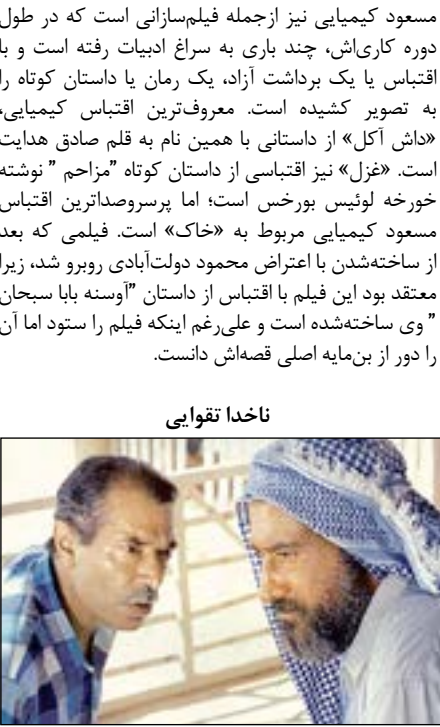 مسعود کیمیایی نیز ازجمله فیلم‌سازانی است که در طول
دوره کاری‌اش، چند باری به سراغ ادبیات رفته است و با
اقتباس یا یک برداشت آزاد، یک رمان یا داستان کوتاه را
به تصویر کشیده است. معروف‌ترین اقتباس کیمیایی،
«داش آکل» از داستانی با همین نام به قلم صادق هدایت
است. «غزل» نیز اقتباسی از داستان کوتاه ”مزاحم ” نوشته
خورخه لوئیس بورخس است؛ اما پرسروصداترین اقتباس
مسعود کیمیایی مربوط به «خاک» است. فیلمی که بعد
از ساخته‌شدن با اعتراض محمود دولت‌آبادی روبرو شد، زیرا
معتقد بود این فیلم با اقتباس از داستان ”آوسنه بابا سبحان
” وی ساخته‌شده است و علی‌رغم اینکه فیلم را ستود اما آن
را دور از بن‌مایه اصلی قصه‌اش دانست.
ناخدا تقوایی